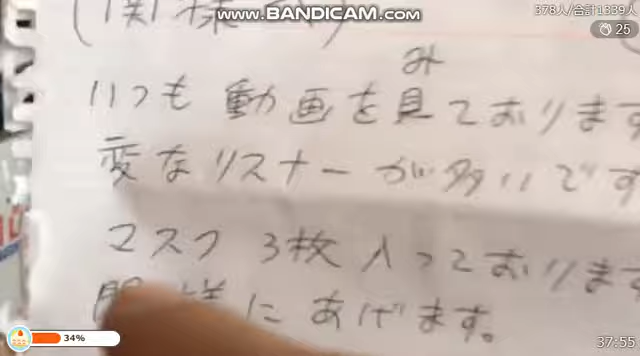 WWW.BANDICAM.COM
378人/合計1339人
25
み
いつも 動画を見ております
変なリスナーが多いです
マスク 3枚入っております
様にあげます。
34%
37:55